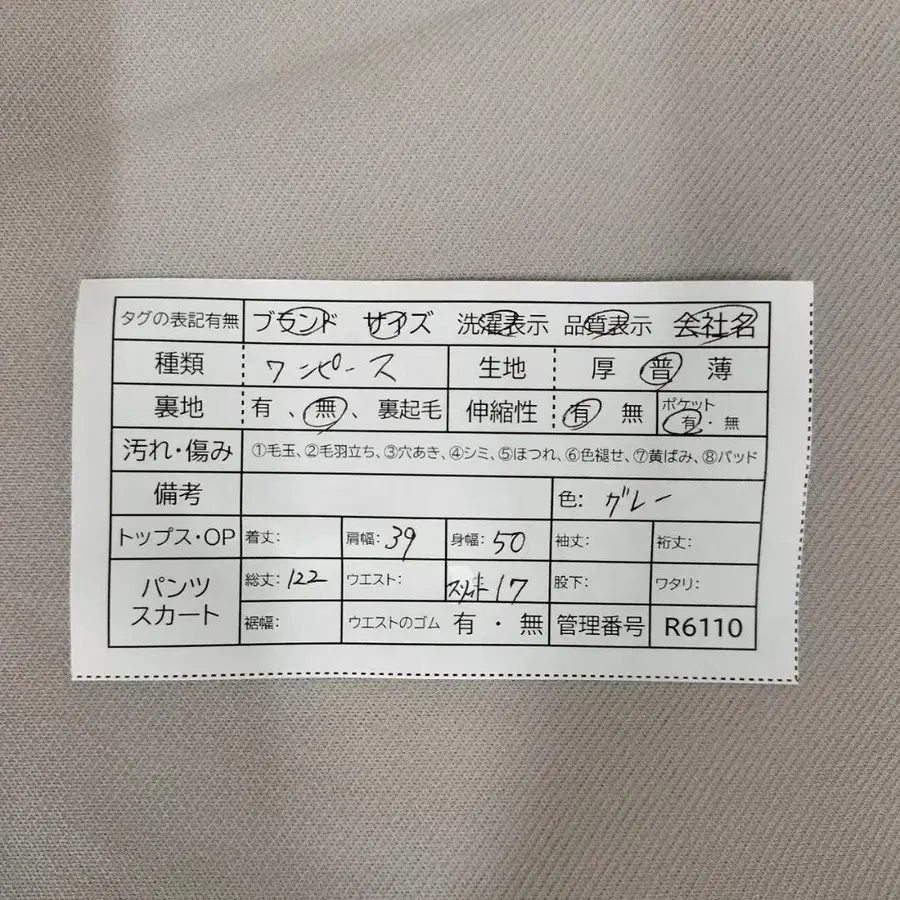 タグの表記有無 ブランド サイズ 洗濯表示 品質表示 会社名
種類 ワンピース 生地 厚 普 薄
裏地 有 、無、裏起毛 伸縮性 有 無 ポケット 有・無
汚れ・傷み ①毛玉、②毛羽立ち、③穴あき、④シミ、⑤ほつれ、⑥色褪せ、⑦黄ばみ、⑧パッド
備考 色: グレー
トップス・OP 着丈: 肩幅: 39 身幅: 50 袖丈: 裄丈:
パンツ スカート 総丈: 122 ウエスト: スリット 17 股下: ワタリ:
裾幅: ウエストのゴム 有・無 管理番号 R6110